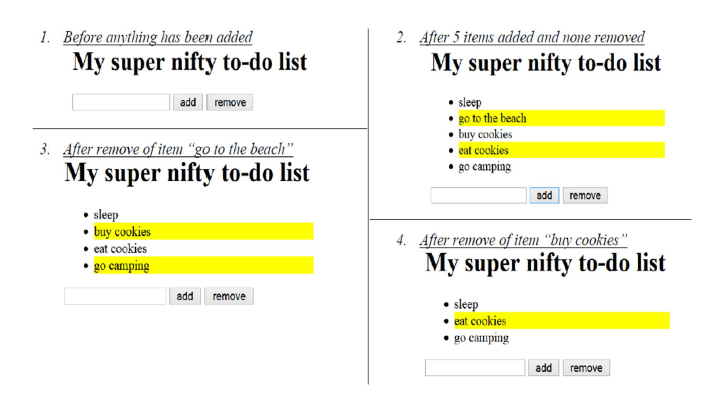 1. Before anything has been added
My super nifty to-do list
add remove
2. After 5 items added and none removed
My super nifty to-do list
• sleep
• go to the beach
• buy cookies
• eat cookies
• go camping
add remove
3. After remove of item “go to the beach”
My super nifty to-do list
• sleep
• buy cookies
• eat cookies
• go camping
add remove
4. After remove of item “buy cookies”
My super nifty to-do list
• sleep
• eat cookies
• go camping
add remove